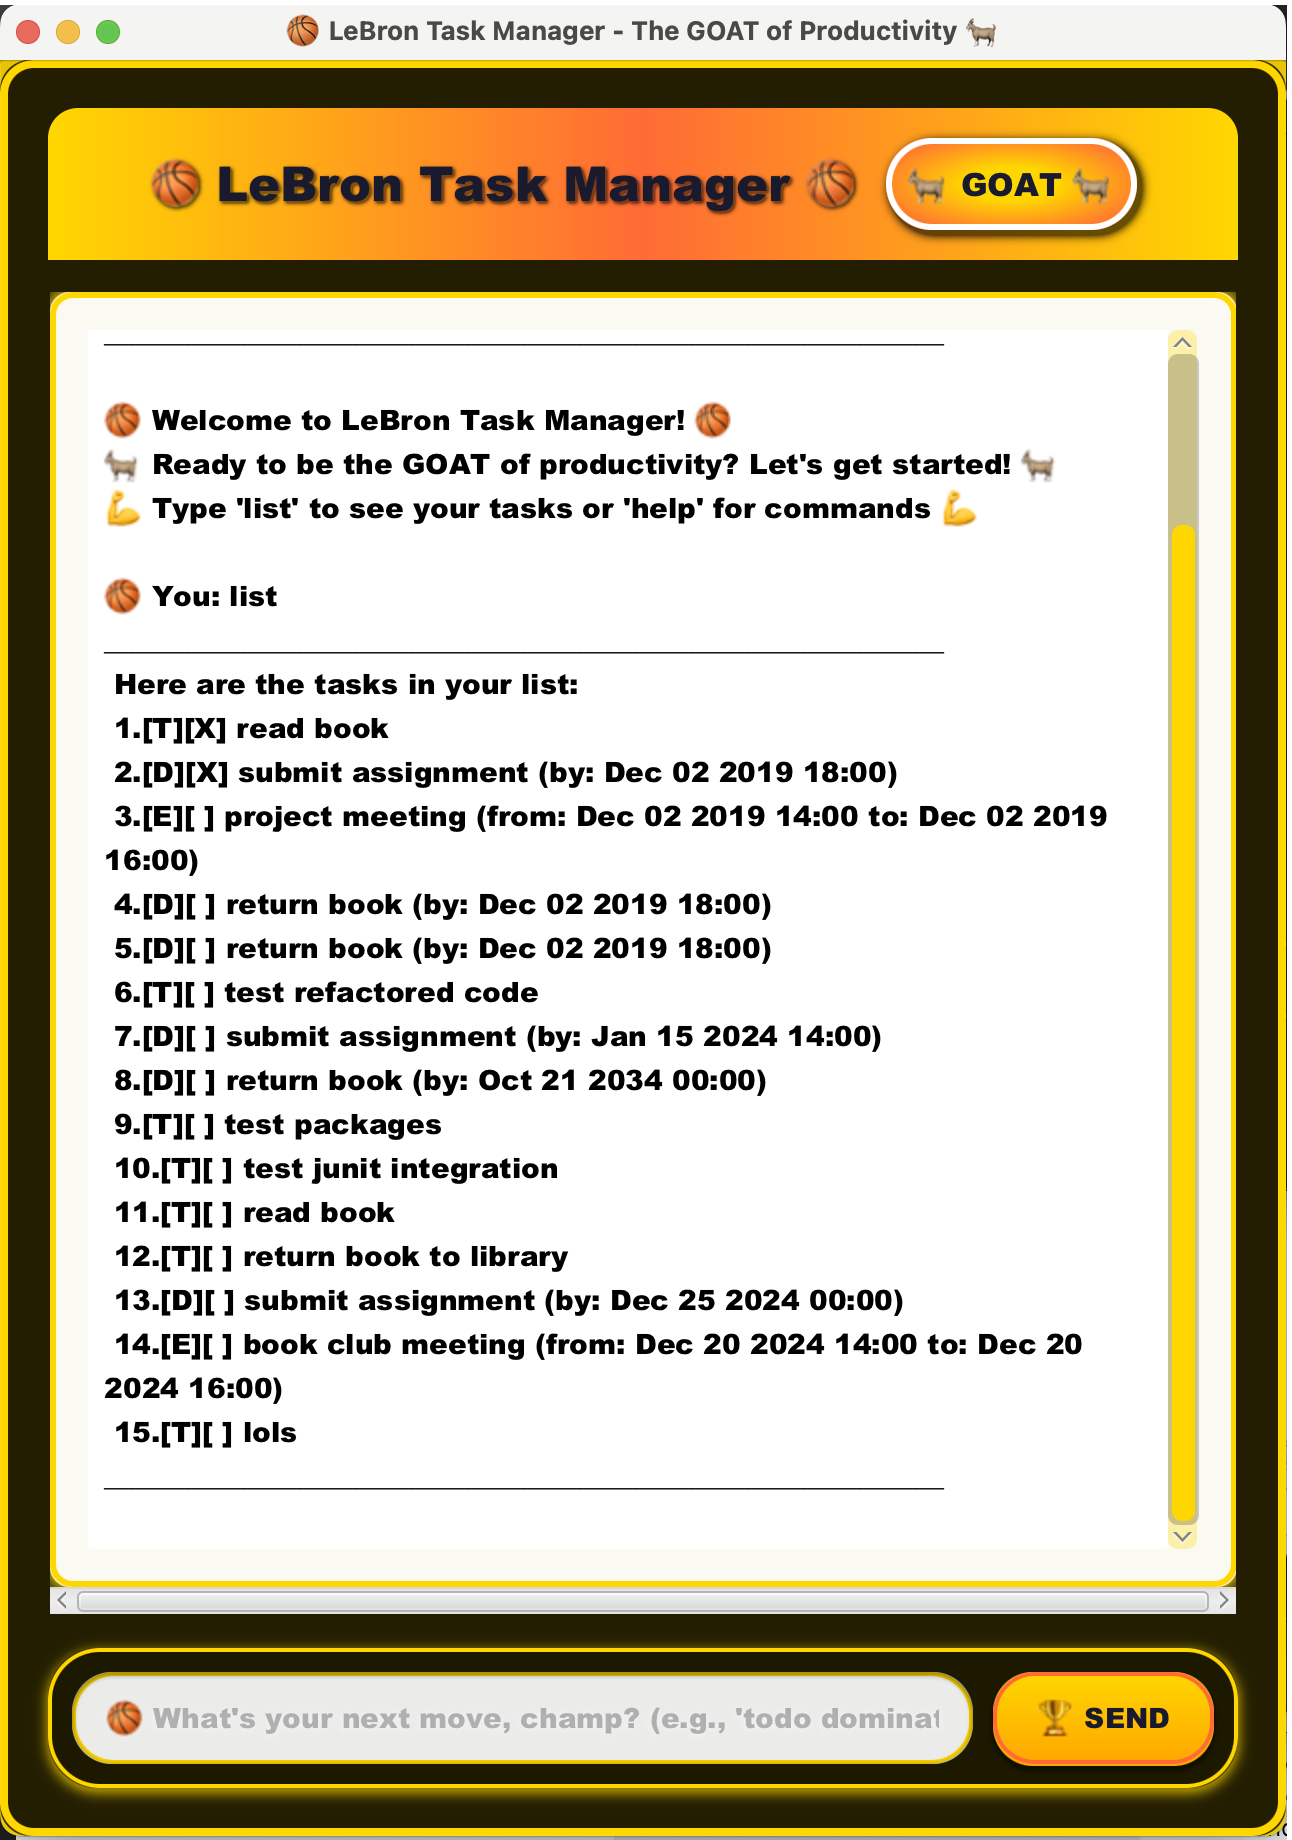 🏀 LeBron Task Manager - The GOAT of Productivity 🐐
🏀 LeBron Task Manager 🏀
🐐 GOAT 🐐
____________________________________________________________
🏀 Welcome to LeBron Task Manager! 🏀
🐐 Ready to be the GOAT of productivity? Let's get started! 🐐
💪 Type 'list' to see your tasks or 'help' for commands 💪
🏀 You: list
____________________________________________________________
Here are the tasks in your list:
1.[T][X] read book
2.[D][X] submit assignment (by: Dec 02 2019 18:00)
3.[E][ ] project meeting (from: Dec 02 2019 14:00 to: Dec 02 2019
16:00)
4.[D][ ] return book (by: Dec 02 2019 18:00)
5.[D][ ] return book (by: Dec 02 2019 18:00)
6.[T][ ] test refactored code
7.[D][ ] submit assignment (by: Jan 15 2024 14:00)
8.[D][ ] return book (by: Oct 21 2034 00:00)
9.[T][ ] test packages
10.[T][ ] test junit integration
11.[T][ ] read book
12.[T][ ] return book to library
13.[D][ ] submit assignment (by: Dec 25 2024 00:00)
14.[E][ ] book club meeting (from: Dec 20 2024 14:00 to: Dec 20
2024 16:00)
15.[T][ ] lols
____________________________________________________________
🏀 What's your next move, champ? (e.g., 'todo dominat
🏆 SEND